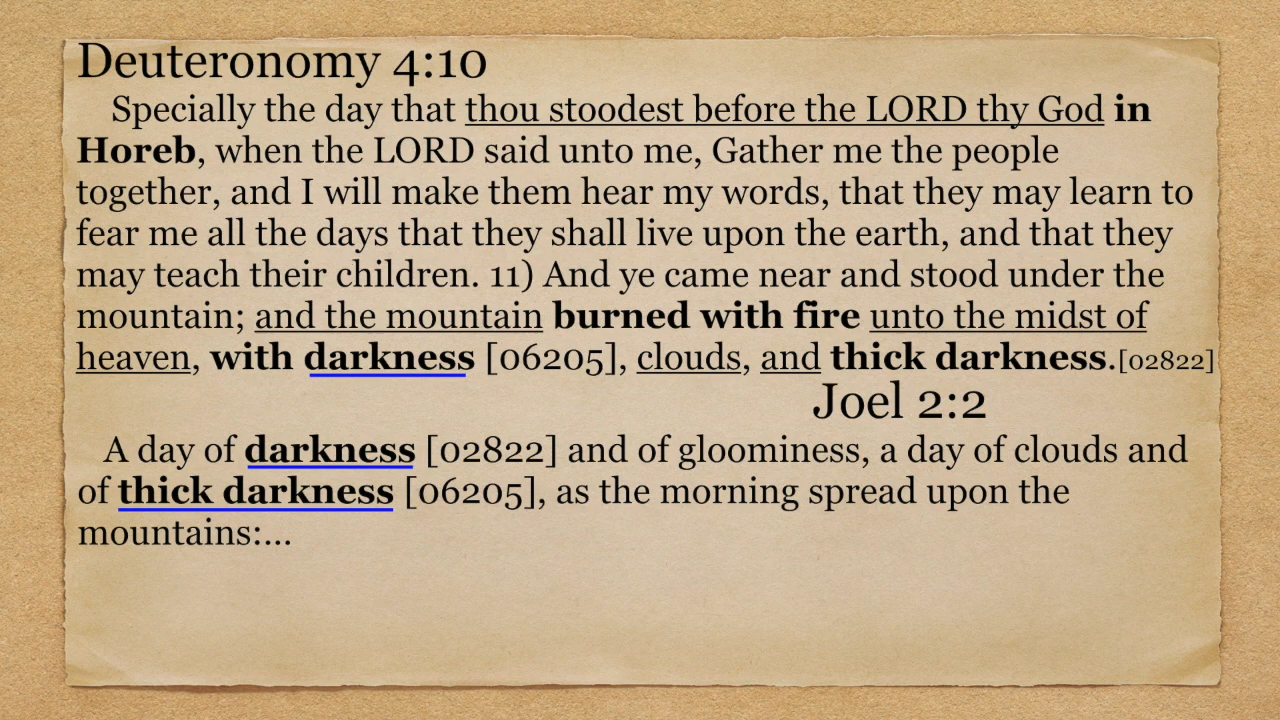 Deuteronomy 4:10
Specially the day that thou stoodest before the LORD thy God in
Horeb, when the LORD said unto me, Gather me the people
together, and I will make them hear my words, that they may learn to
fear me all the days that they shall live upon the earth, and that they
may teach their children. 11) And ye came near and stood under the
mountain; and the mountain burned with fire unto the midst of
heaven, with darkness [06205], clouds, and thick darkness.[02822]
Joel 2:2
A day of darkness [02822] and of gloominess, a day of clouds and
of thick darkness [06205], as the morning spread upon the
mountains:...